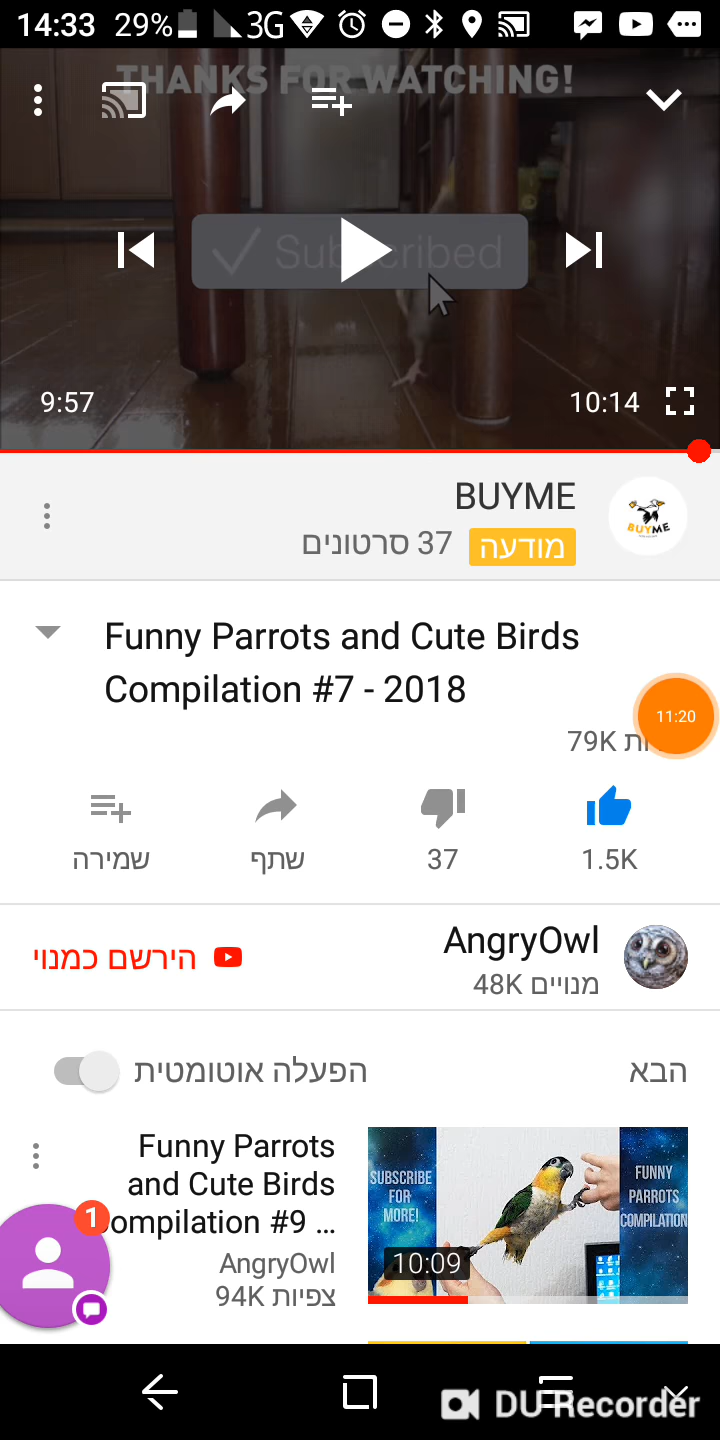 14:33 29% 3G
THANKS FOR WATCHING!
Subscribed
9:57 10:14
BUYME
מודעה 37 סרטונים
BUYME
Funny Parrots and Cute Birds
Compilation #7 - 2018
11:20
79K
1.5K
37
שתף
שמירה
AngryOwl
48K מנויים
הירשם כמנוי
הבא
הפעלה אוטומטית
Funny Parrots
and Cute Birds
ompilation #9 ...
AngryOwl
94K צפיות
SUBSCRIBE
FOR
MORE!
FUNNY
PARROTS
COMPILATION
10:09
1
DU Recorder